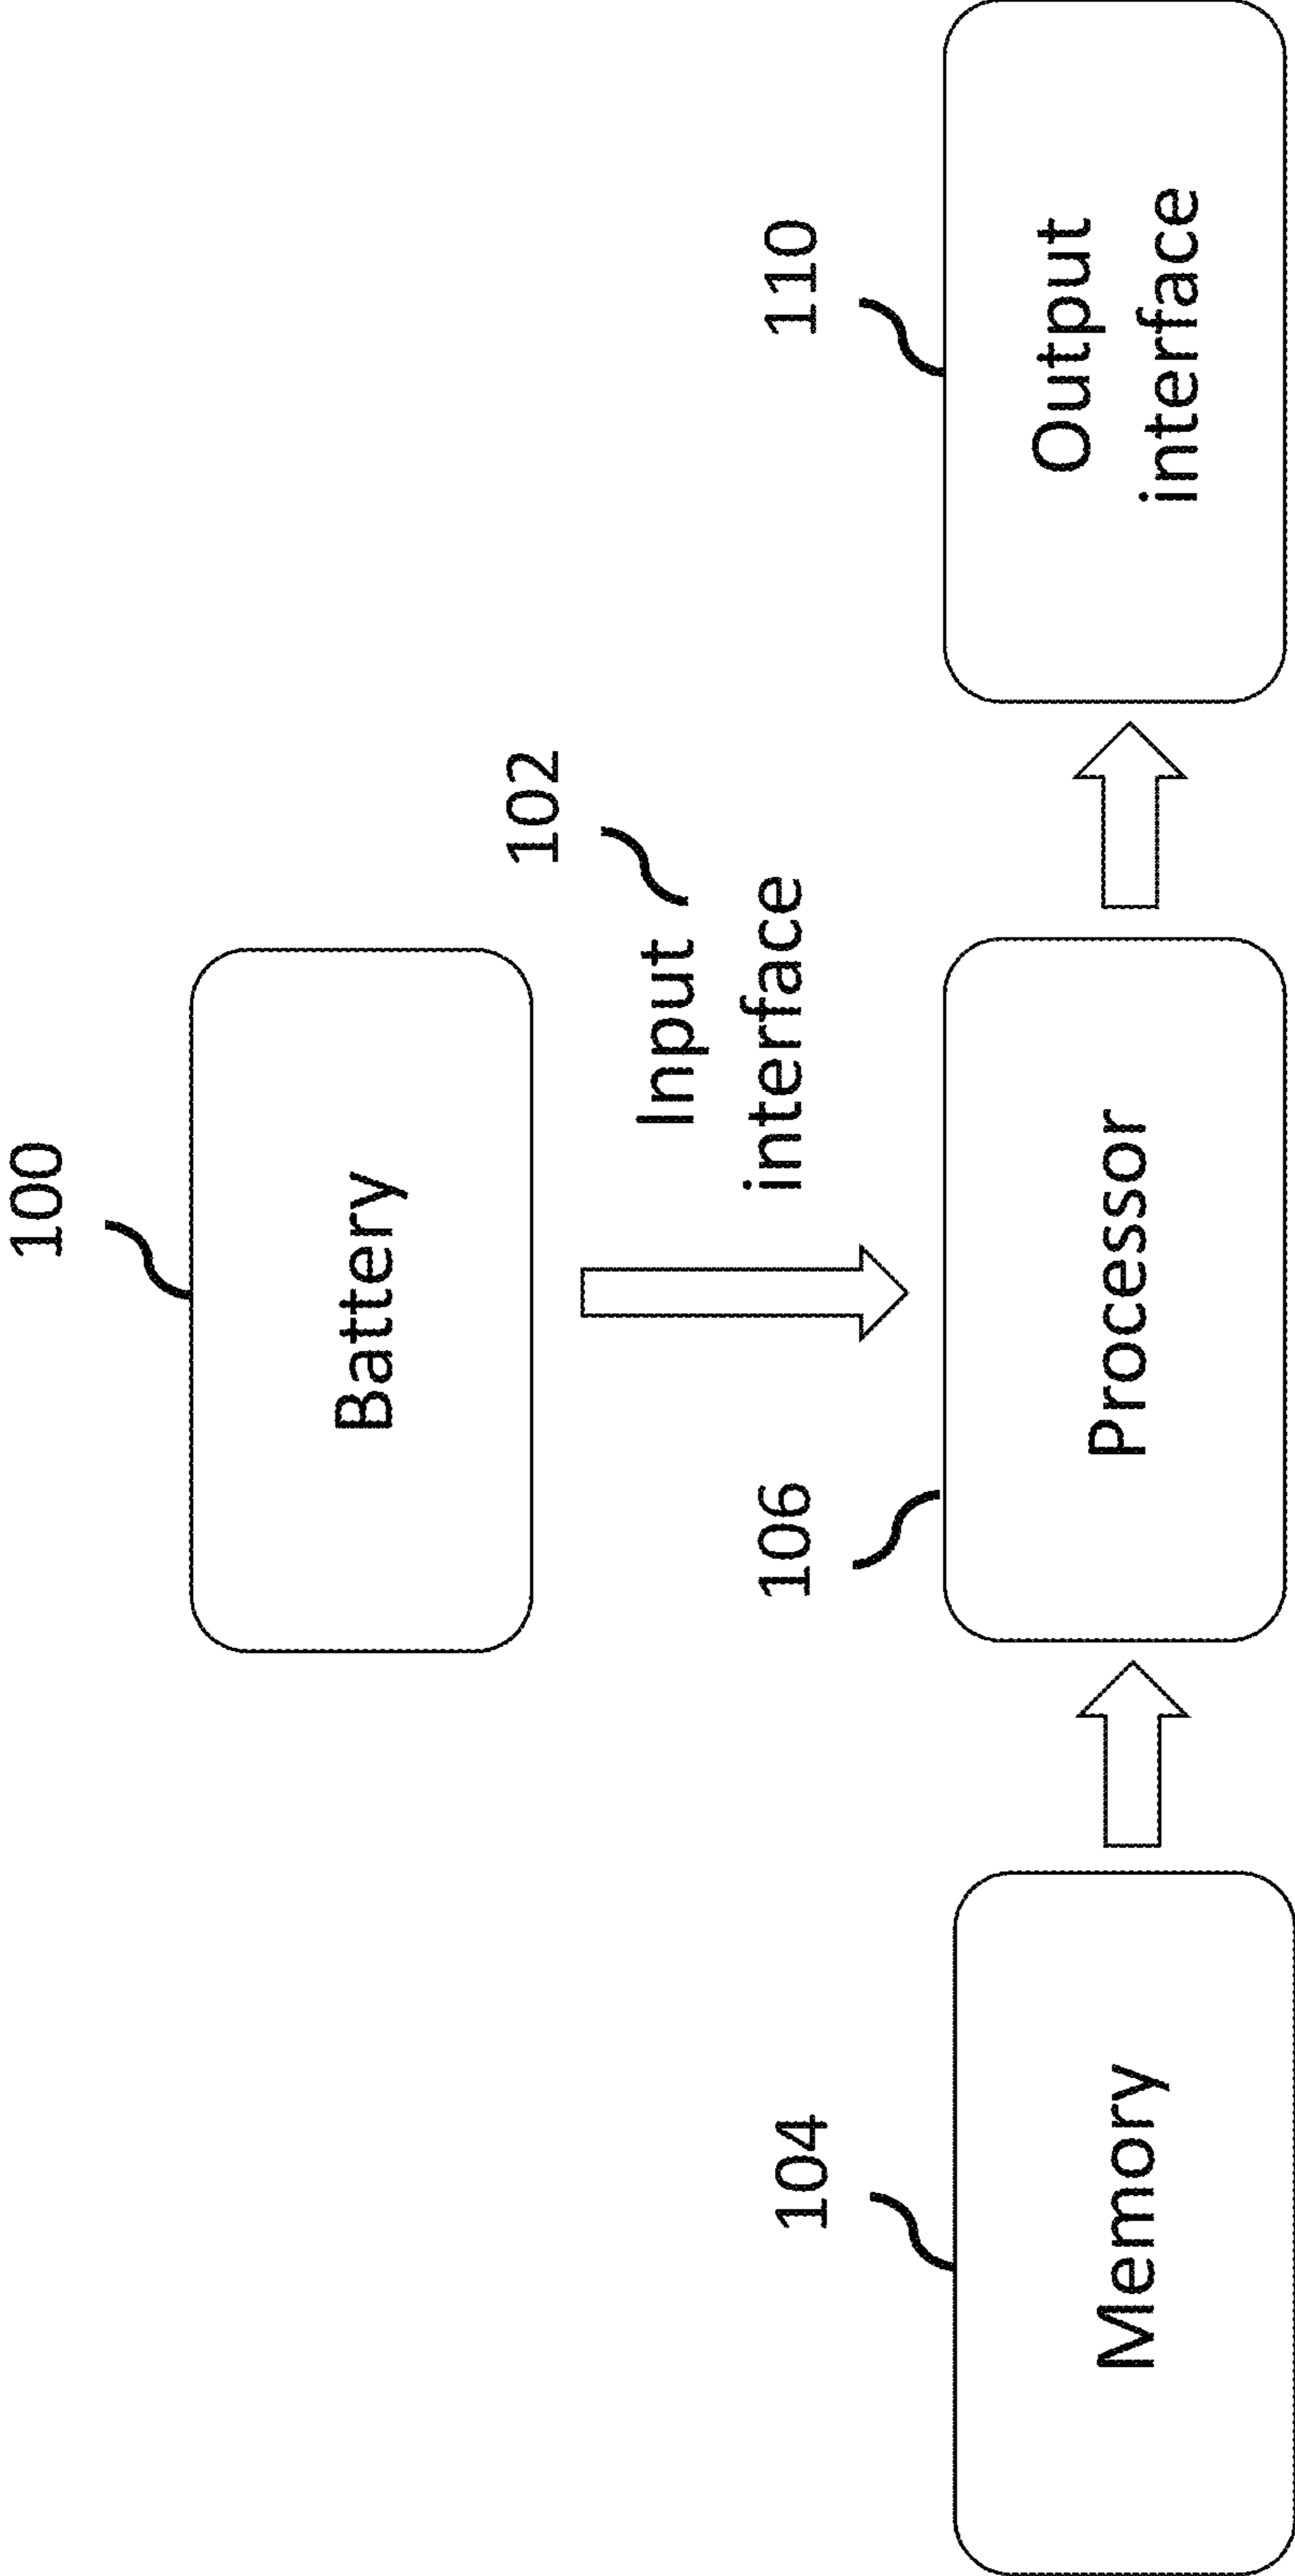 100
Battery
102
Input
interface
104
106
110
Memory
Processor
Output
interface